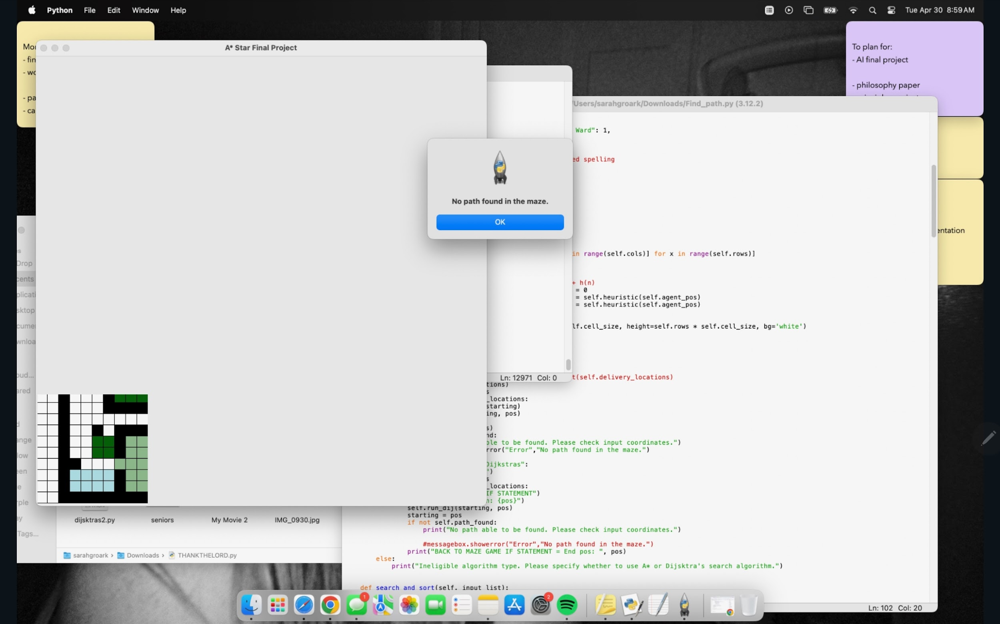 Python File Edit Window Help
Tue Apr 30 8:59 AM
- fin
- wo
- pa
- ca
To plan for:
- AI final project
- philosophy paper
A* Star Final Project
/Users/sarahgroark/Downloads/Find_path.py (3.12.2)
Ward": 1,
ed spelling
No path found in the maze.
OK
entation
in range(self.cols)] for x in range(self.rows)]
+ h(n)
= 0
= self.heuristic(self.agent_pos)
= self.heuristic(self.agent_pos)
lf.cell_size, height=self.rows * self.cell_size, bg='white')
Ln: 12971 Col: 0
t(self.delivery_locations)
tions)
s
_locations:
starting)
ing, pos)
s)
nd:
ble to be found. Please check input coordinates.")
rror("Error","No path found in the maze.")
Dijkstras":
")
s
_locations:
IF STATEMENT")
n: {pos}")
self.run_dij(starting, pos)
starting = pos
if not self.path_found:
print("No path able to be found. Please check input coordinates.")
#messagebox.showerror("Error","No path found in the maze.")
print("BACK TO MAZE GAME IF STATEMENT = End pos: ", pos)
else:
print("Ineligible algorithm type. Please specify whether to use A* or Dijsktra's search algorithm.")
def search and sort(self, input list):
Ln: 102 Col: 20
es
Drop
cents
plicati
sktop
cumen
wnloa
oud...
ared
d
ange
low
een
e
rple
ay
Tags...
dijsktras2.py seniors My Movie 2 IMG_0930.jpg
sarahgroark › Downloads › THANKTHELORD.py
1
2